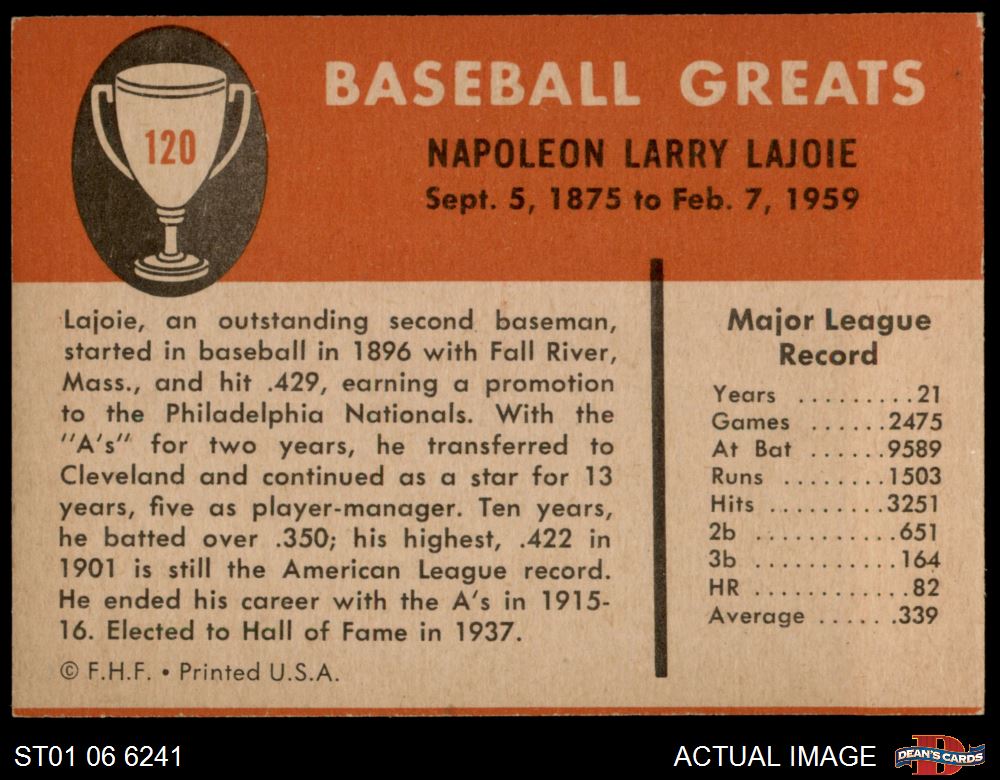 120
BASEBALL GREATS
NAPOLEON LARRY LAJOIE
Sept. 5, 1875 to Feb. 7, 1959
Lajoie, an outstanding second baseman,
started in baseball in 1896 with Fall River,
Mass., and hit .429, earning a promotion
to the Philadelphia Nationals. With the
"A's" for two years, he transferred to
Cleveland and continued as a star for 13
years, five as player-manager. Ten years,
he batted over .350; his highest, .422 in
1901 is still the American League record.
He ended his career with the A's in 1915-
16. Elected to Hall of Fame in 1937.
© F.H.F. • Printed U.S.A.
Major League
Record
Years .........21
Games ......2475
At Bat ......9589
Runs ........1503
Hits .........3251
2b ...........651
3b ...........164
HR ............82
Average ......339
ST01 06 6241
ACTUAL IMAGE
D
DEAN'S CARDS